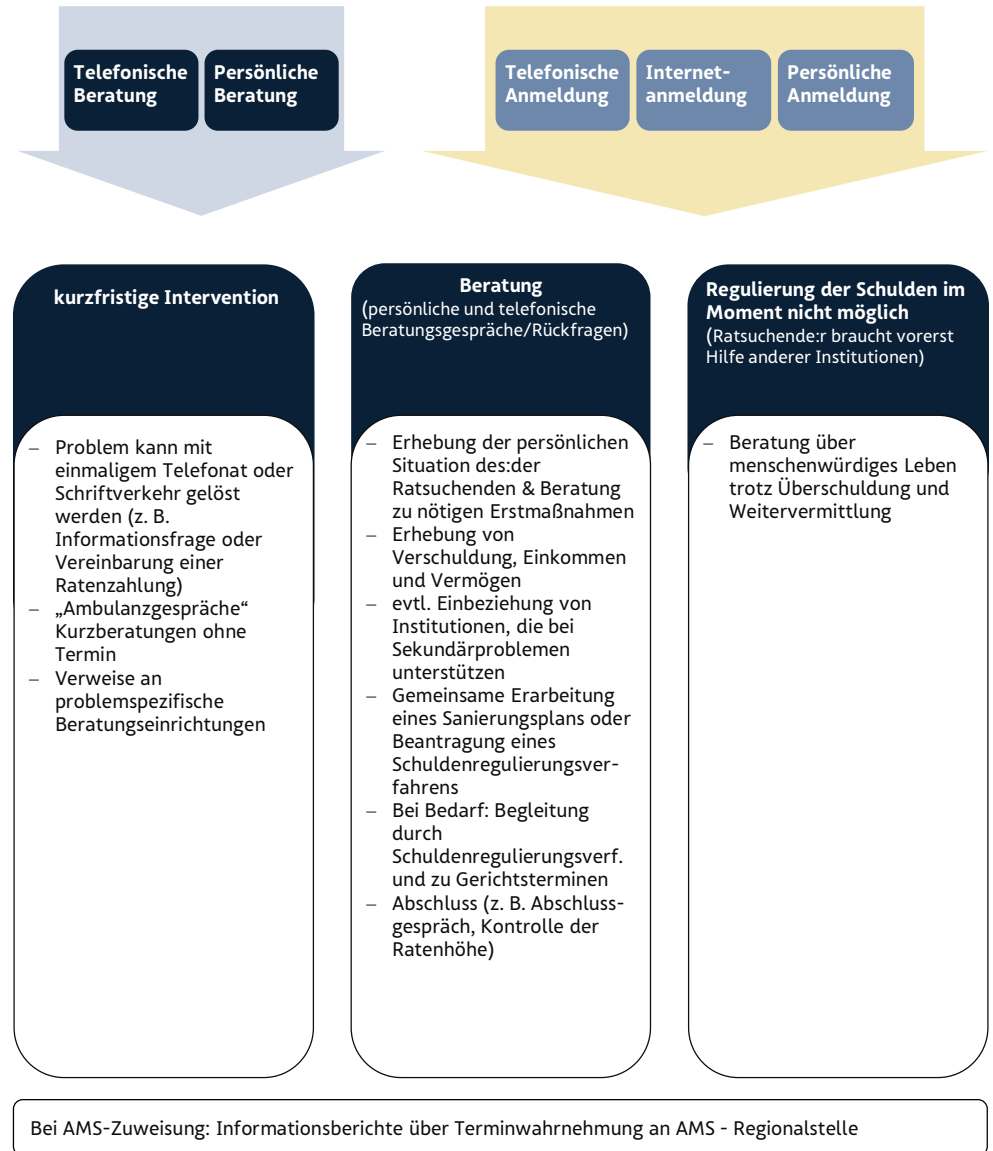 Telefonische
Beratung
Persönliche
Beratung
Telefonische
Anmeldung
Internet-
anmeldung
Persönliche
Anmeldung
kurzfristige Intervention
– Problem kann mit
einmaligem Telefonat oder
Schriftverkehr gelöst
werden (z. B.
Informationsfrage oder
Vereinbarung einer
Ratenzahlung)
– „Ambulanzgespräche“
Kurzberatungen ohne
Termin
– Verweise an
problemspezifische
Beratungseinrichtungen
Beratung
(persönliche und telefonische
Beratungsgespräche/Rückfragen)
– Erhebung der persönlichen
Situation des:der
Ratsuchenden & Beratung
zu nötigen Erstmaßnahmen
– Erhebung von
Verschuldung, Einkommen
und Vermögen
– evtl. Einbeziehung von
Institutionen, die bei
Sekundärproblemen
unterstützen
– Gemeinsame Erarbeitung
eines Sanierungsplans oder
Beantragung eines
Schuldenregulierungsver-
fahrens
– Bei Bedarf: Begleitung
durch
Schuldenregulierungsverf.
und zu Gerichtsterminen
– Abschluss (z. B. Abschluss-
gespräch, Kontrolle der
Ratenhöhe)
Regulierung der Schulden im
Moment nicht möglich
(Ratsuchende:r braucht vorerst
Hilfe anderer Institutionen)
– Beratung über
menschenwürdiges Leben
trotz Überschuldung und
Weitervermittlung
Bei AMS-Zuweisung: Informationsberichte über Terminwahrnehmung an AMS - Regionalstelle